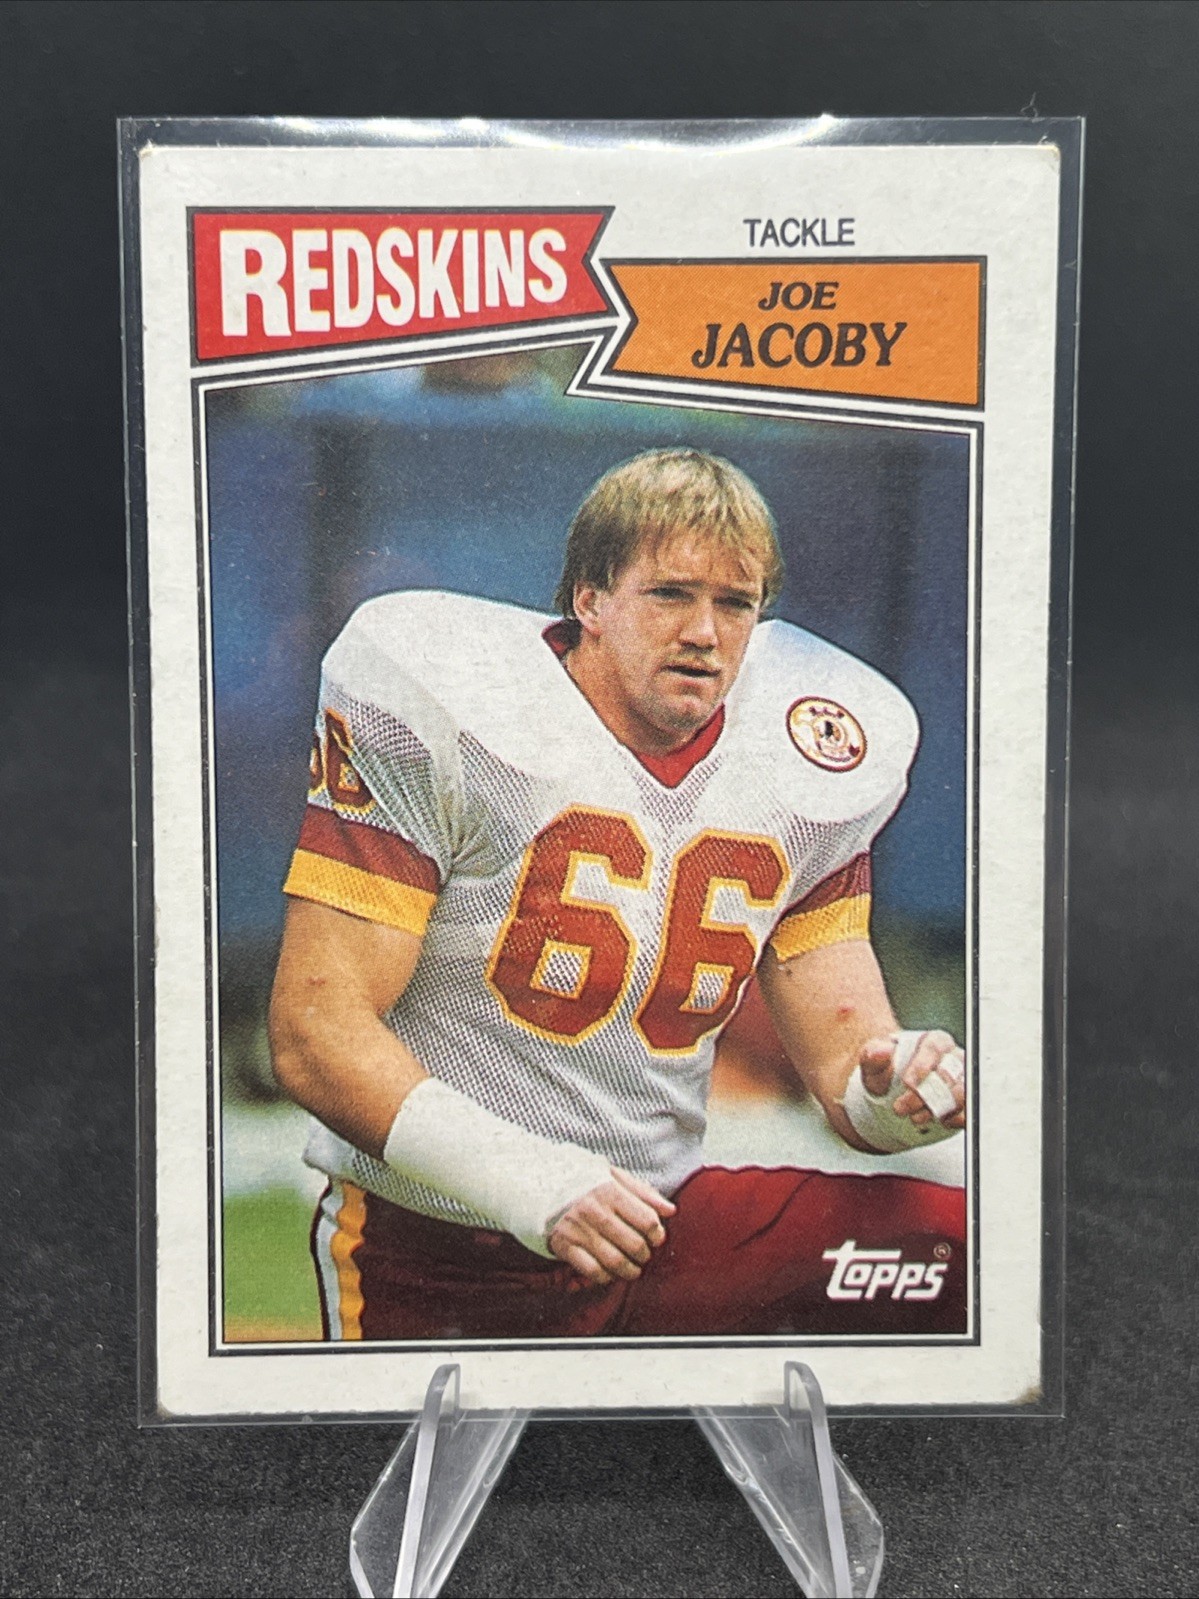 REDSKINS
TACKLE
JOE
JACOBY
66
66
topps®